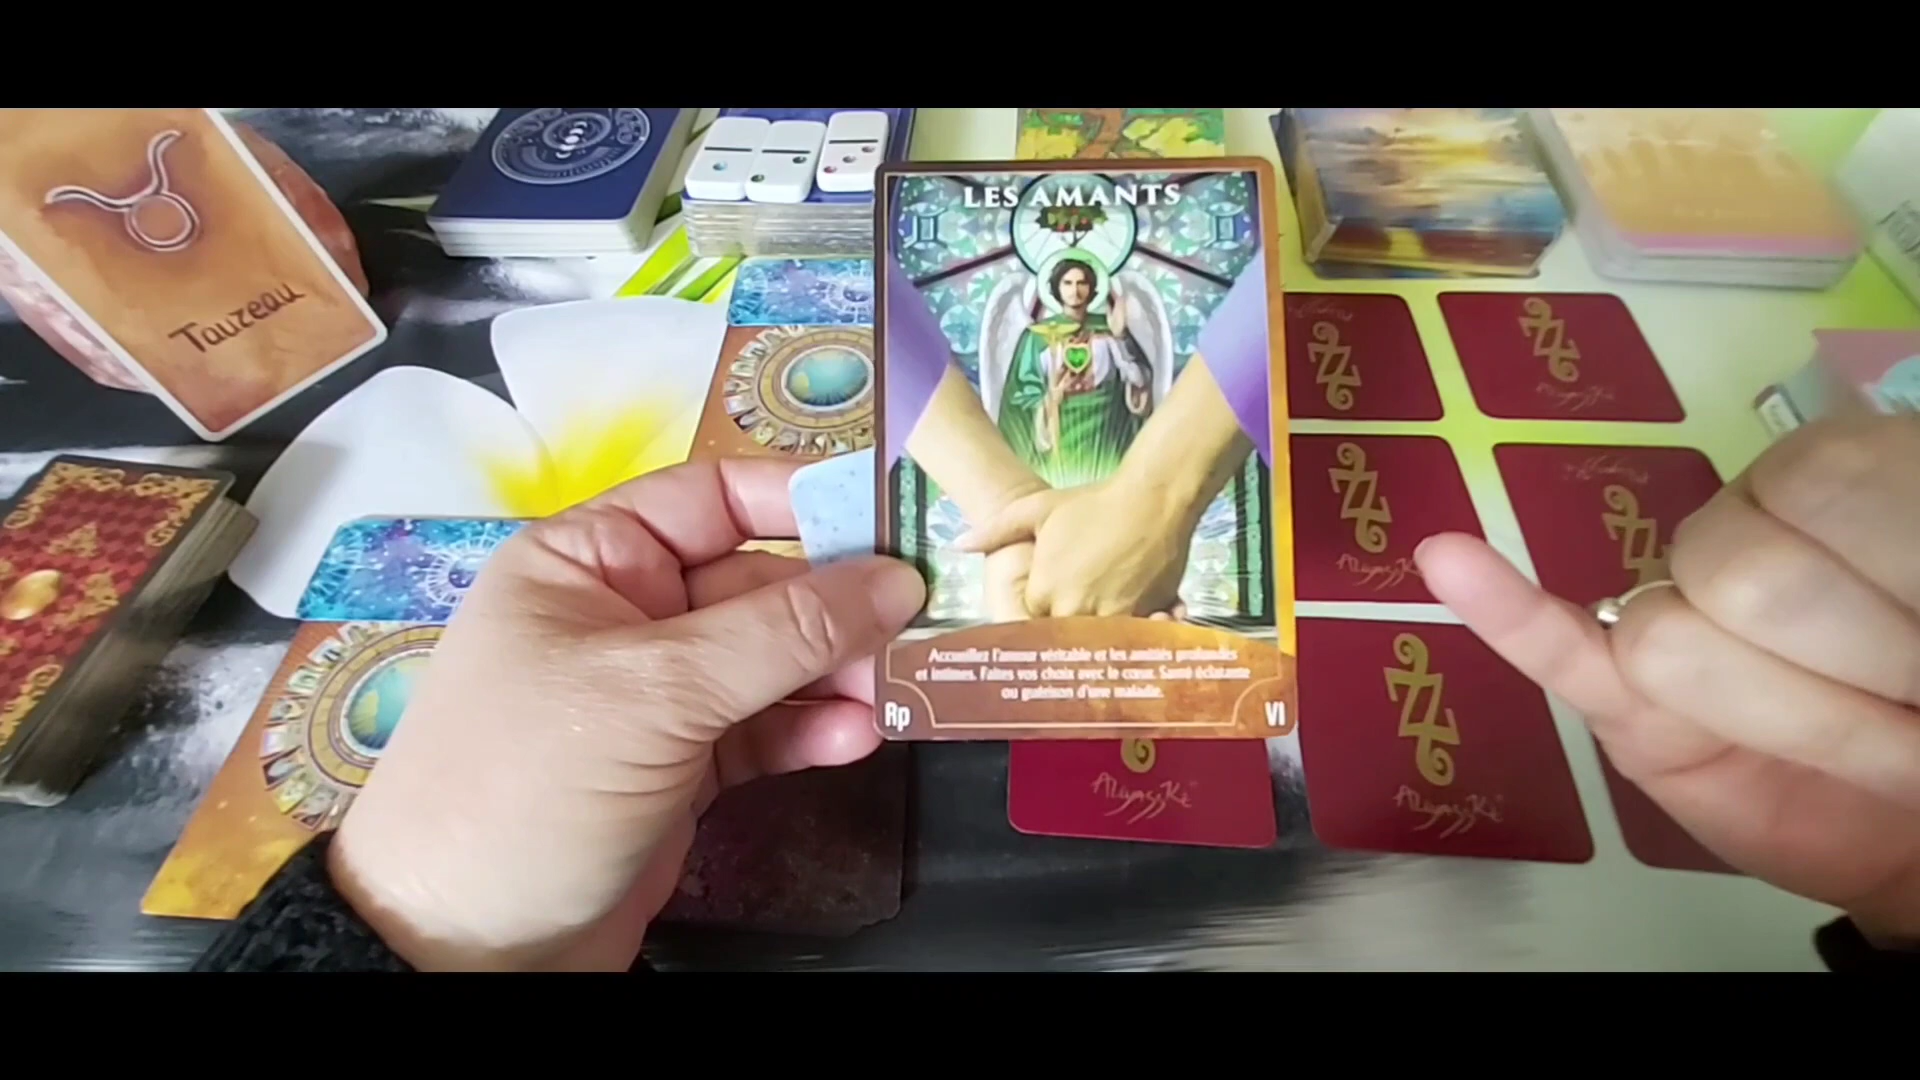 Taureau
LES AMANTS
Accueillez l'amour véritable et les amitiés profondes
et intimes. Faites vos choix avec le cœur. Santé éclatante
ou guérison d'une maladie.
Rp
VI